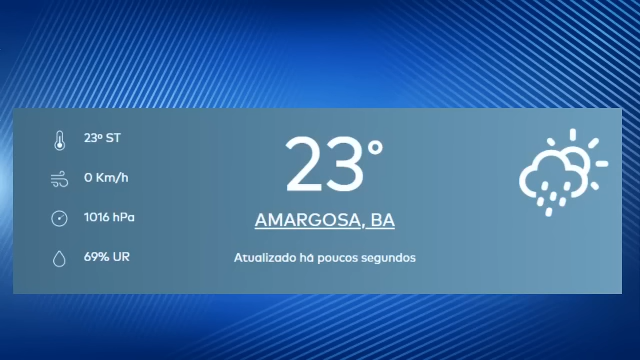 23º ST
0 Km/h
1016 hPa
69% UR
23°
AMARGOSA, BA
Atualizado há poucos segundos